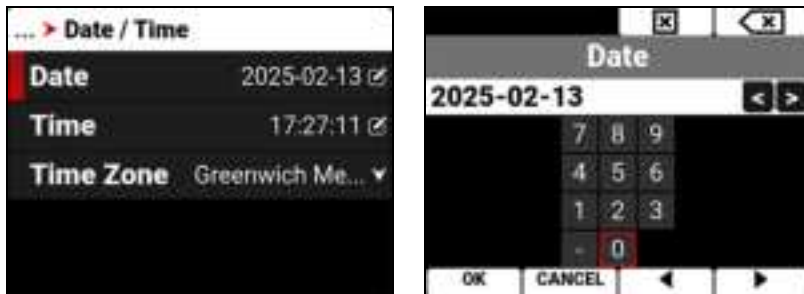 ... > Date / Time
Date 2025-02-13
Time 17:27:11
Time Zone Greenwich Me...
Date
2025-02-13 < >
7 8 9
4 5 6
1 2 3
- 0
OK CANCEL ◀ ▶